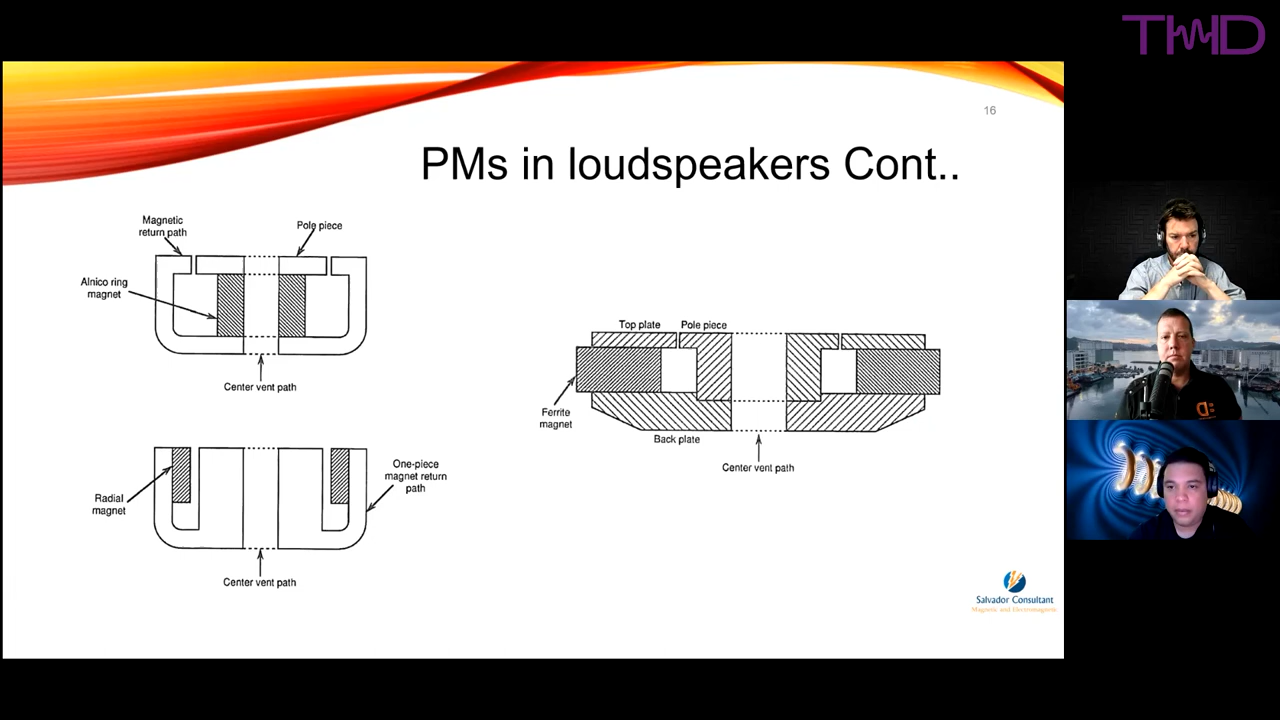 THD
16
PMs in loudspeakers Cont..
Magnetic
return path
Pole piece
Alnico ring
magnet
Center vent path
Top plate
Pole piece
Ferrite
magnet
Back plate
Center vent path
One-piece
magnet return
path
Radial
magnet
Center vent path
Salvador Consultant
Magnetic and Electromagnetic